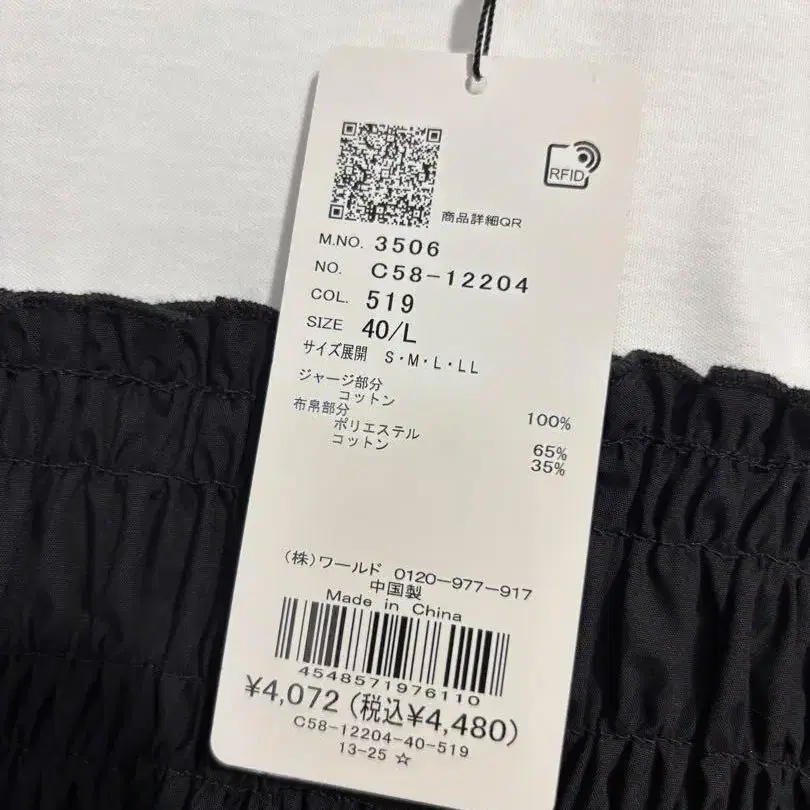 RFID
商品詳細QR
M.NO. 3506
NO. C58-12204
COL. 519
SIZE 40/L
サイズ展開 S・M・L・LL
ジャージ部分
コットン 100%
布帛部分
ポリエステル 65%
コットン 35%
(株)ワールド 0120-977-917
中国製
Made in China
4548571976110
¥4,072(税込¥4,480)
C58-12204-40-519
13-25 ☆